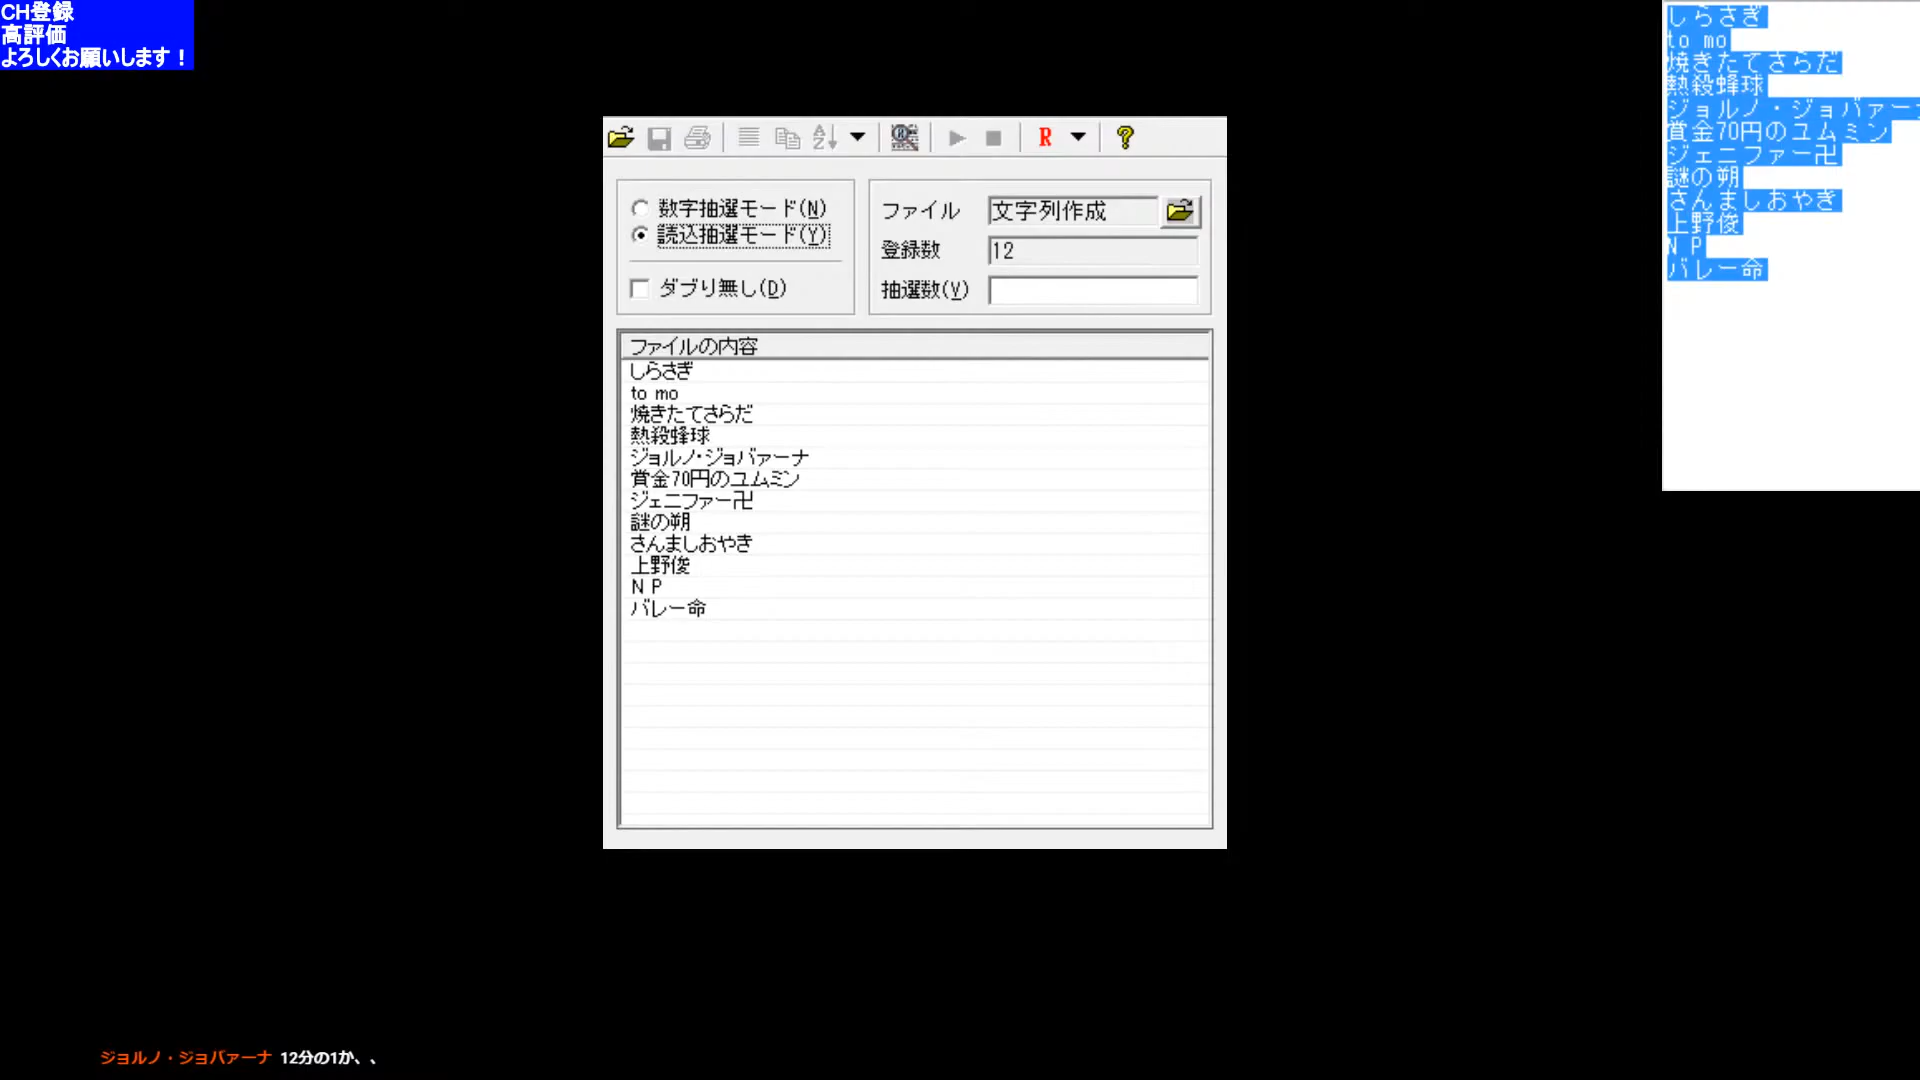 CH登録
高評価
よろしくお願いします！
数字抽選モード(N)
読込抽選モード(Y)
ダブり無し(D)
ファイル 文字列作成
登録数 12
抽選数(V)
ファイルの内容
しらさぎ
to mo
焼きたてさらだ
熱殺蜂球
ジョルノ・ジョバァーナ
賞金70円のユムミン
ジェニファー卍
謎の朔
さんましおやき
上野俊
N P
バレー命
しらさぎ
to mo
焼きたてさらだ
熱殺蜂球
ジョルノ・ジョバァー
賞金70円のユムミン
ジェニファー卍
謎の朔
さんましおやき
上野俊
N P
バレー命
ジョルノ・ジョバァーナ 12分の1か、、